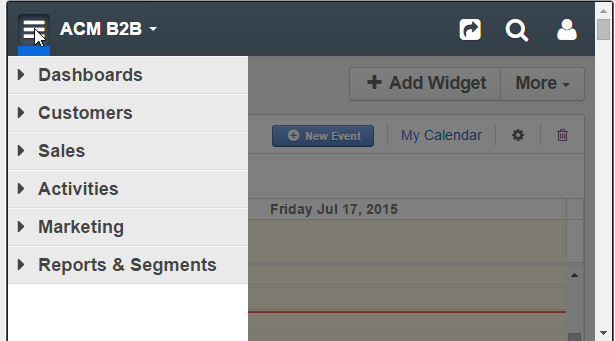 ACM B2B
Dashboards
Customers
Sales
Activities
Marketing
Reports & Segments
Add Widget
More
New Event
My Calendar
Friday Jul 17, 2015